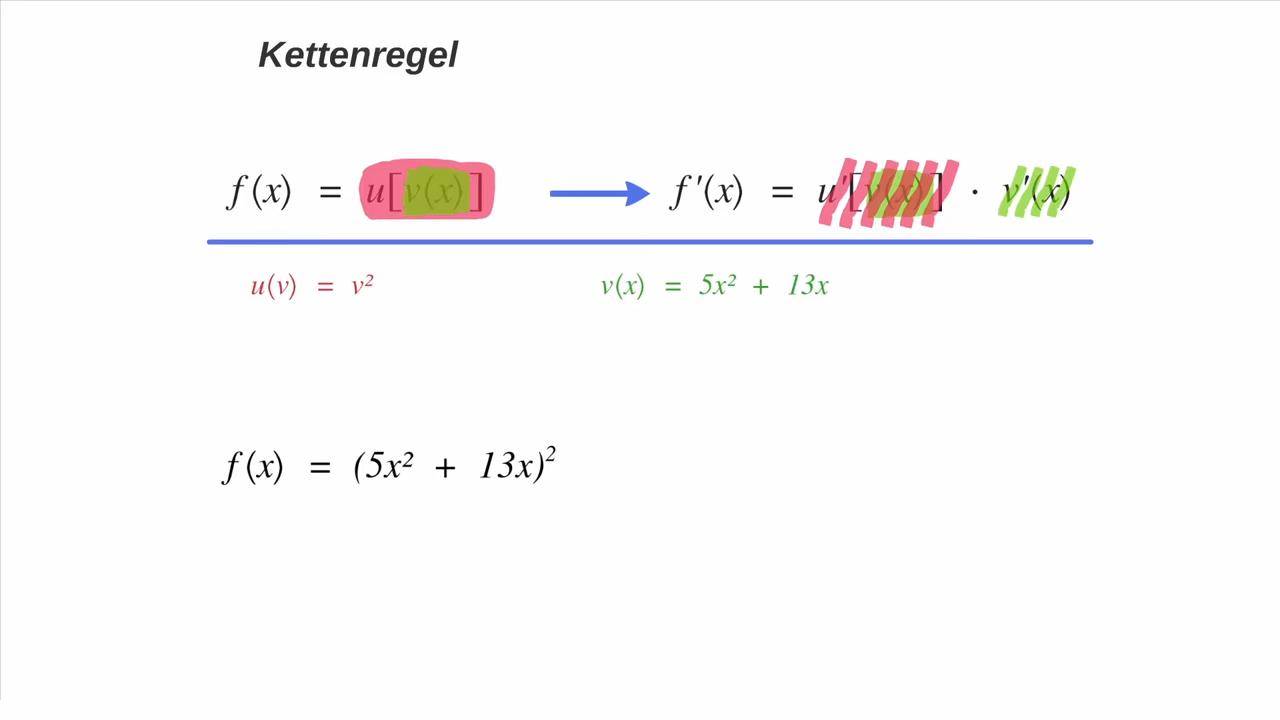 Kettenregel
f(x) = u[v(x)] f'(x) = u'[v(x)] · v'(x)
u(v) = v² v(x) = 5x² + 13x
f(x) = (5x² + 13x)²